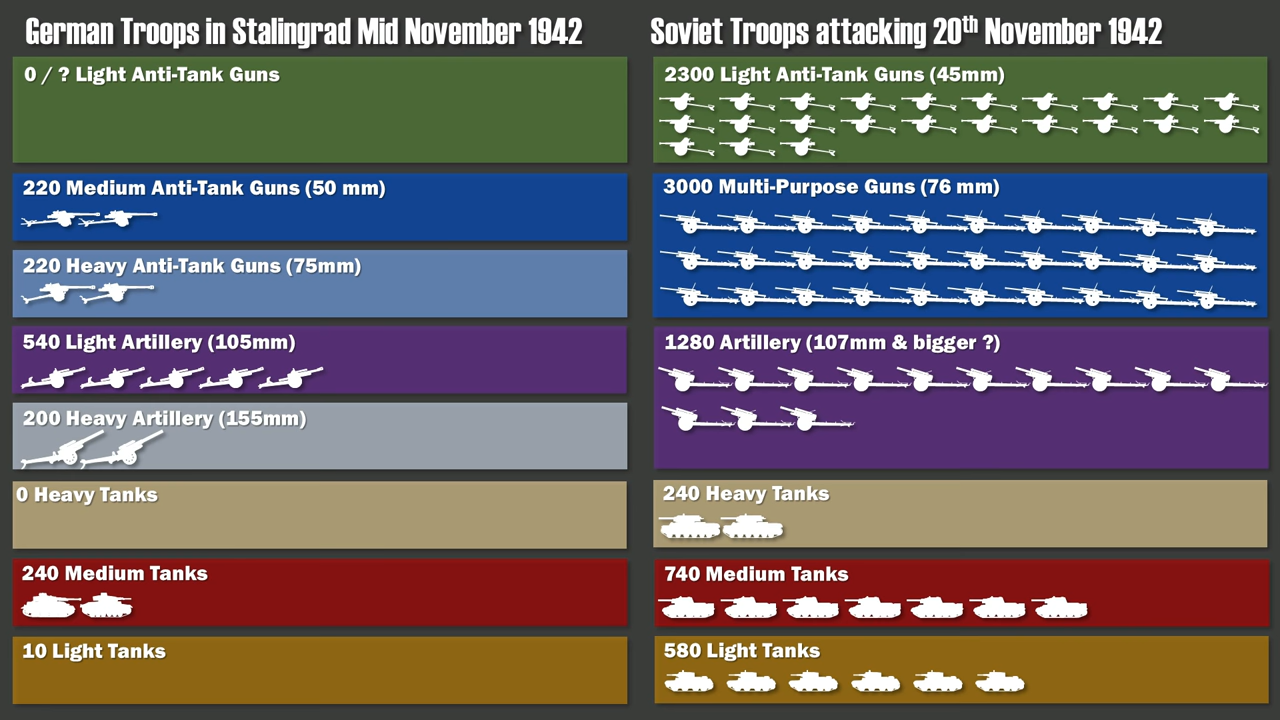 German Troops in Stalingrad Mid November 1942
0 / ? Light Anti-Tank Guns
220 Medium Anti-Tank Guns (50 mm)
220 Heavy Anti-Tank Guns (75mm)
540 Light Artillery (105mm)
200 Heavy Artillery (155mm)
0 Heavy Tanks
240 Medium Tanks
10 Light Tanks
Soviet Troops attacking 20th November 1942
2300 Light Anti-Tank Guns (45mm)
3000 Multi-Purpose Guns (76 mm)
1280 Artillery (107mm & bigger ?)
240 Heavy Tanks
740 Medium Tanks
580 Light Tanks